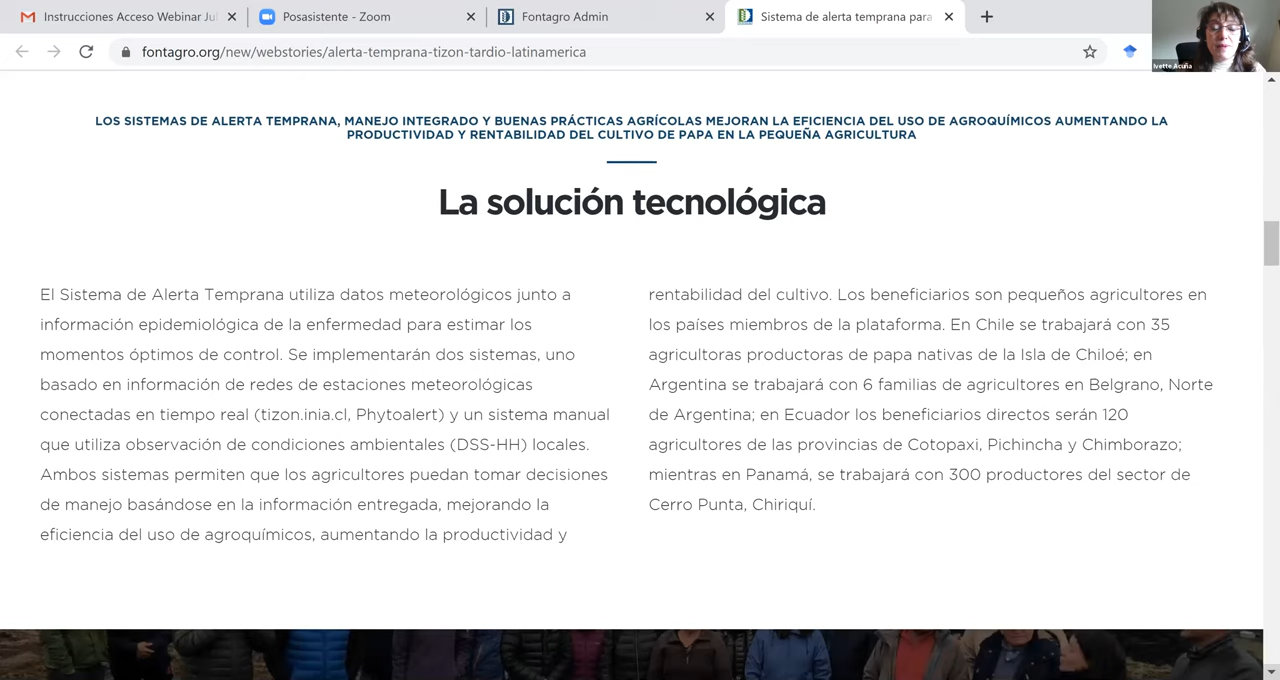 Instrucciones Acceso Webinar Ju
Posasistente - Zoom
Fontagro Admin
Sistema de alerta temprana para
fontagro.org/new/webstories/alerta-temprana-tizon-tardio-latinamerica
Ivette Acuña
LOS SISTEMAS DE ALERTA TEMPRANA, MANEJO INTEGRADO Y BUENAS PRÁCTICAS AGRÍCOLAS MEJORAN LA EFICIENCIA DEL USO DE AGROQUÍMICOS AUMENTANDO LA
PRODUCTIVIDAD Y RENTABILIDAD DEL CULTIVO DE PAPA EN LA PEQUEÑA AGRICULTURA
La solución tecnológica
El Sistema de Alerta Temprana utiliza datos meteorológicos junto a
información epidemiológica de la enfermedad para estimar los
momentos óptimos de control. Se implementarán dos sistemas, uno
basado en información de redes de estaciones meteorológicas
conectadas en tiempo real (tizon.inia.cl, Phytoalert) y un sistema manual
que utiliza observación de condiciones ambientales (DSS-HH) locales.
Ambos sistemas permiten que los agricultores puedan tomar decisiones
de manejo basándose en la información entregada, mejorando la
eficiencia del uso de agroquímicos, aumentando la productividad y
rentabilidad del cultivo. Los beneficiarios son pequeños agricultores en
los países miembros de la plataforma. En Chile se trabajará con 35
agricultoras productoras de papa nativas de la Isla de Chiloé; en
Argentina se trabajará con 6 familias de agricultores en Belgrano, Norte
de Argentina; en Ecuador los beneficiarios directos serán 120
agricultores de las provincias de Cotopaxi, Pichincha y Chimborazo;
mientras en Panamá, se trabajará con 300 productores del sector de
Cerro Punta, Chiriquí.